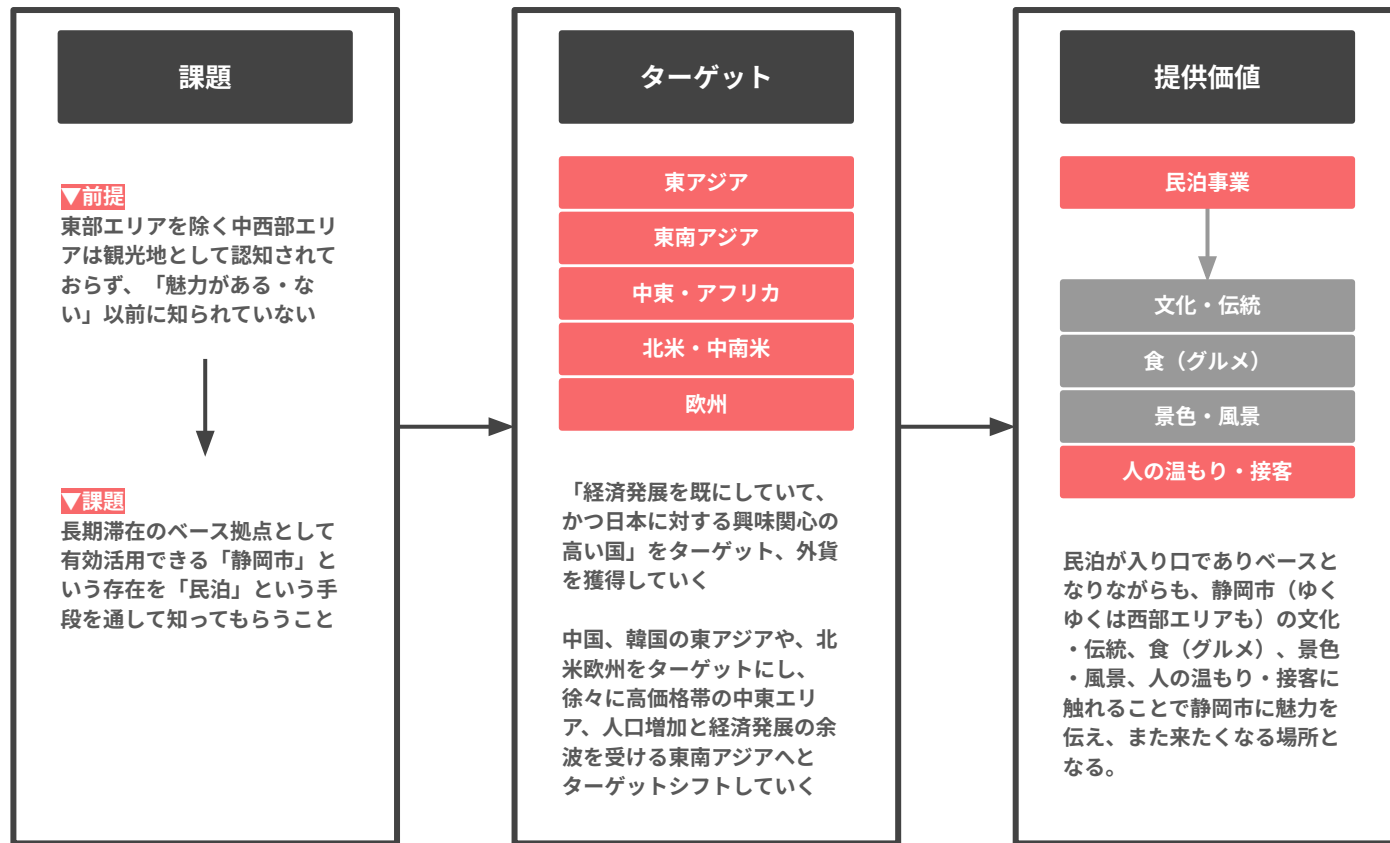 課題
▼前提
東部エリアを除く中西部エリ
アは観光地として認知されて
おらず、「魅力がある・な
い」以前に知られていない
▼課題
長期滞在のベース拠点として
有効活用できる「静岡市」と
いう存在を「民泊」という手
段を通して知ってもらうこと
ターゲット
東アジア
東南アジア
中東・アフリカ
北米・中南米
欧州
「経済発展を既にしていて、
かつ日本に対する興味関心の
高い国」をターゲット、外貨
を獲得していく
中国、韓国の東アジアや、北
米欧州をターゲットにし、
徐々に高価格帯の中東エリ
ア、人口増加と経済発展の余
波を受ける東南アジアへと
ターゲットシフトしていく
提供価値
民泊事業
文化・伝統
食（グルメ）
景色・風景
人の温もり・接客
民泊が入り口でありベースと
なりながらも、静岡市（ゆく
ゆくは西部エリアも）の文化
・伝統、食（グルメ）、景色
・風景、人の温もり・接客に
触れることで静岡市に魅力を
伝え、また来たくなる場所と
なる。